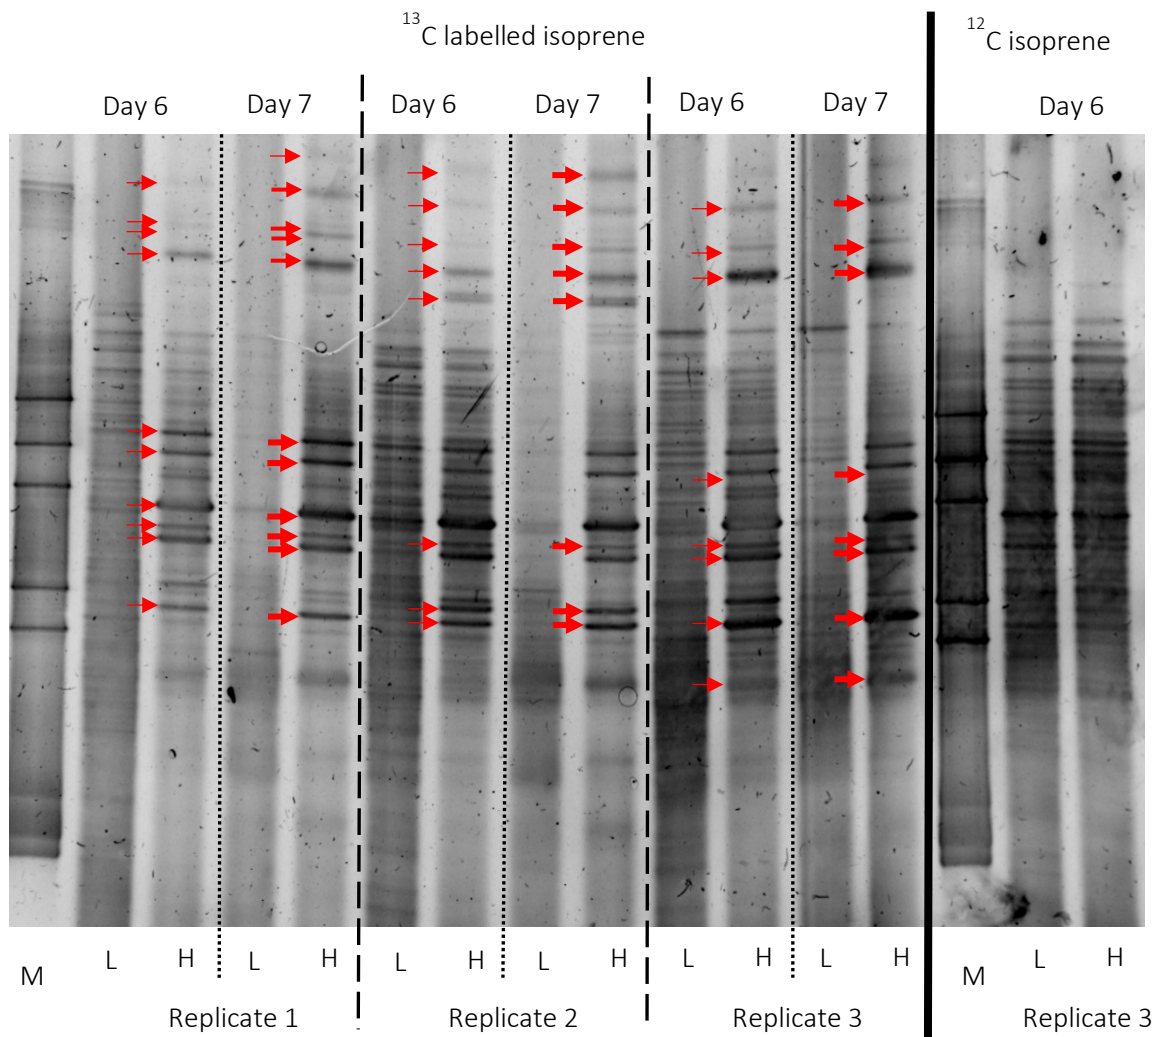 13C labelled isoprene
12C isoprene
Day 6 Day 7 Day 6 Day 7 Day 6 Day 7 Day 6
M L H L H L H L H L H L H M L H
Replicate 1 Replicate 2 Replicate 3 Replicate 3